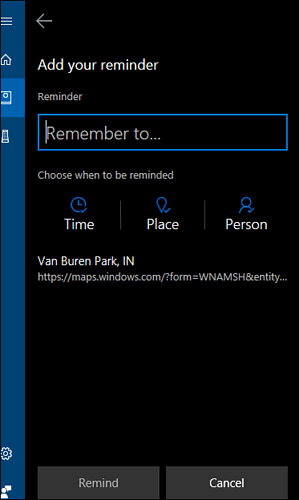 Add your reminder
Reminder
Remember to...
Choose when to be reminded
Time Place Person
Van Buren Park, IN
https://maps.windows.com/?form=WNAMSH&entity...
Remind Cancel